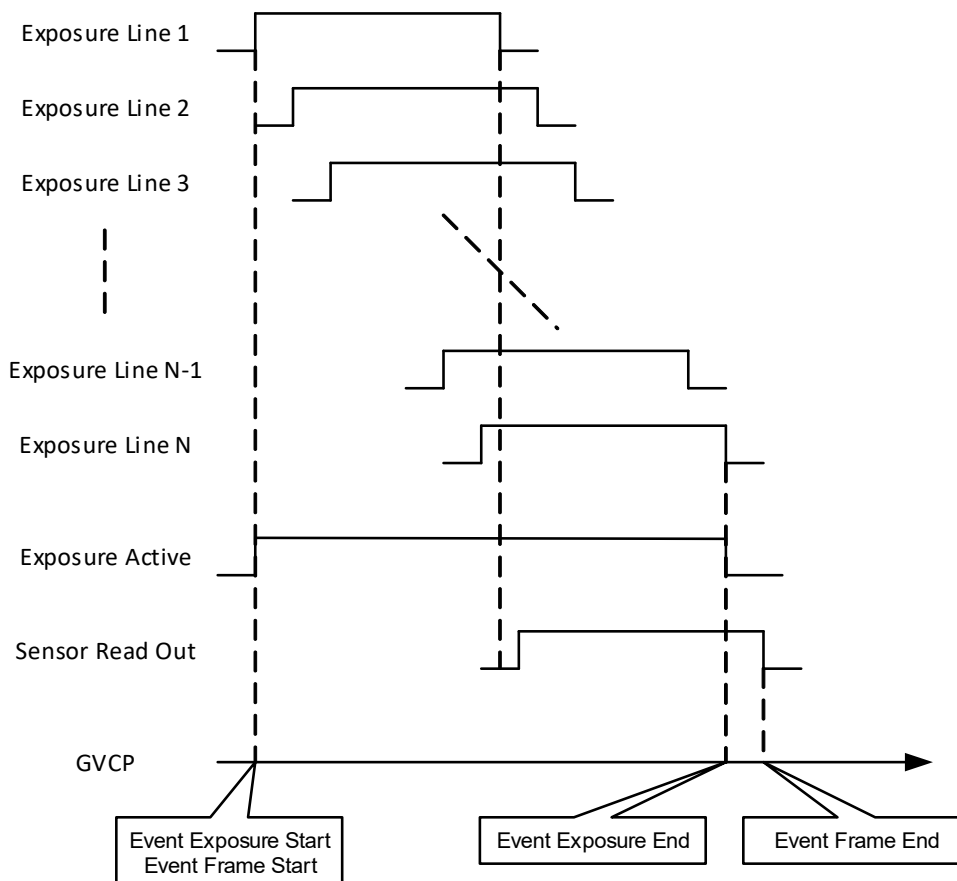 Exposure Line 1
Exposure Line 2
Exposure Line 3
Exposure Line N-1
Exposure Line N
Exposure Active
Sensor Read Out
GVCP
Event Exposure Start
Event Frame Start
Event Exposure End
Event Frame End